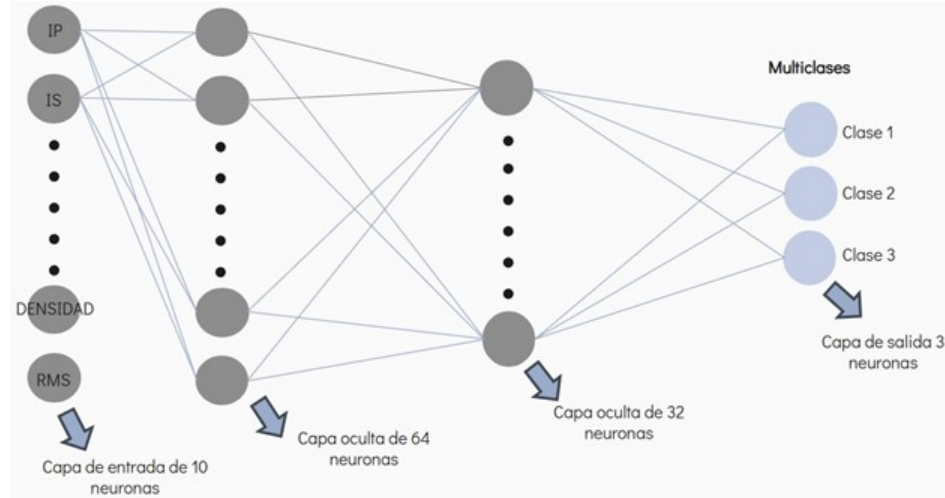 IP
IS
DENSIDAD
RMS
Capa de entrada de 10
neuronas
Capa oculta de 64
neuronas
Capa oculta de 32
neuronas
Multiclases
Clase 1
Clase 2
Clase 3
Capa de salida 3
neuronas